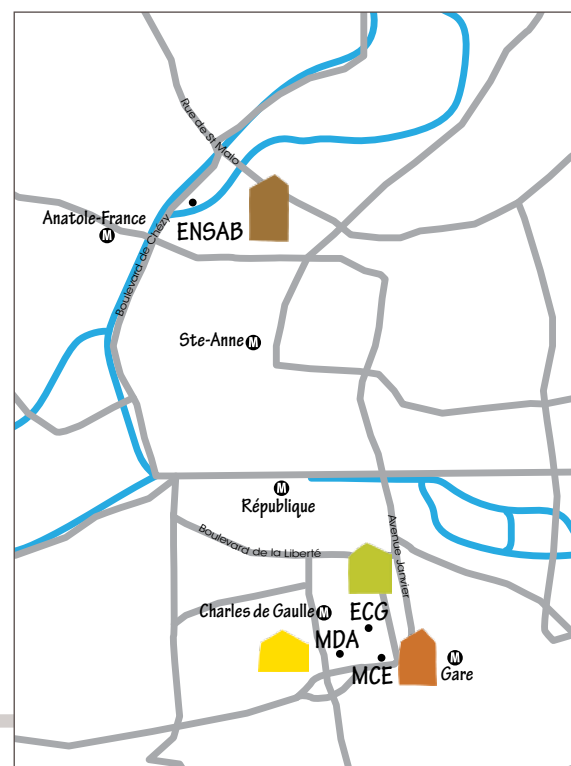 Rue de St Malo
Anatole-France
M
ENSAB
Boulevard de Chézy
Ste-Anne M
M
République
Boulevard de la Liberté
Avenue Janvier
Charles de Gaulle M
ECG
MDA
MCE
M
Gare